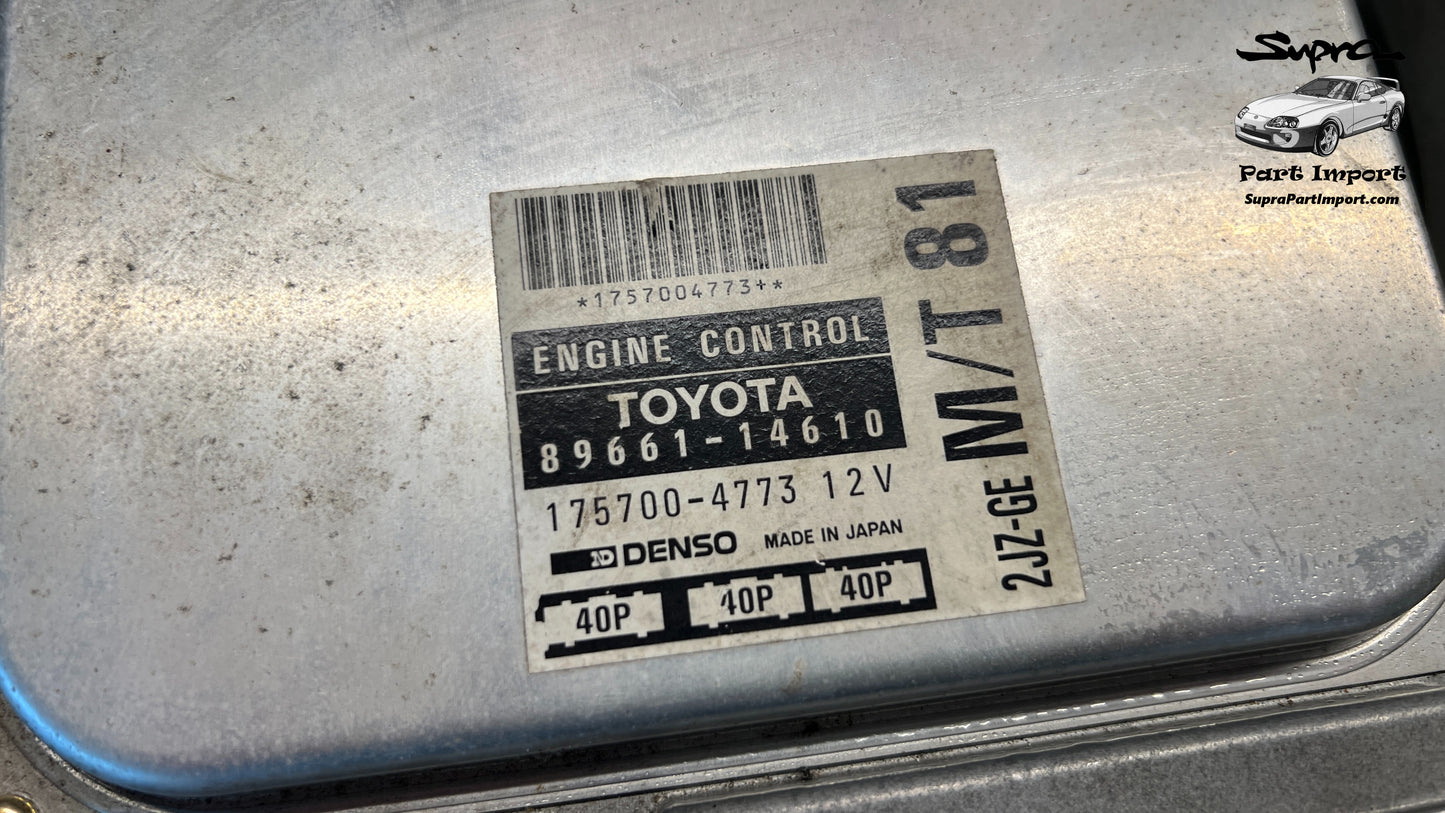 *1757004773+*
ENGINE CONTROL
TOYOTA
89661-14610
175700-4773 12V
ND DENSO MADE IN JAPAN
40P 40P 40P
2JZ-GE M/T 81
Supra
Part Import
SupraPartImport.com